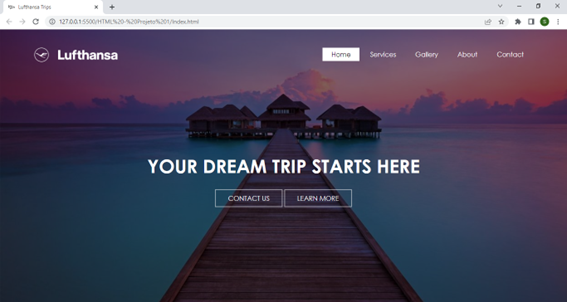 Lufthansa Trips
127.0.0.1:5500/HTML%20-%20Projeto%201/index.html
S
Lufthansa
Home Services Gallery About Contact
YOUR DREAM TRIP STARTS HERE
CONTACT US LEARN MORE